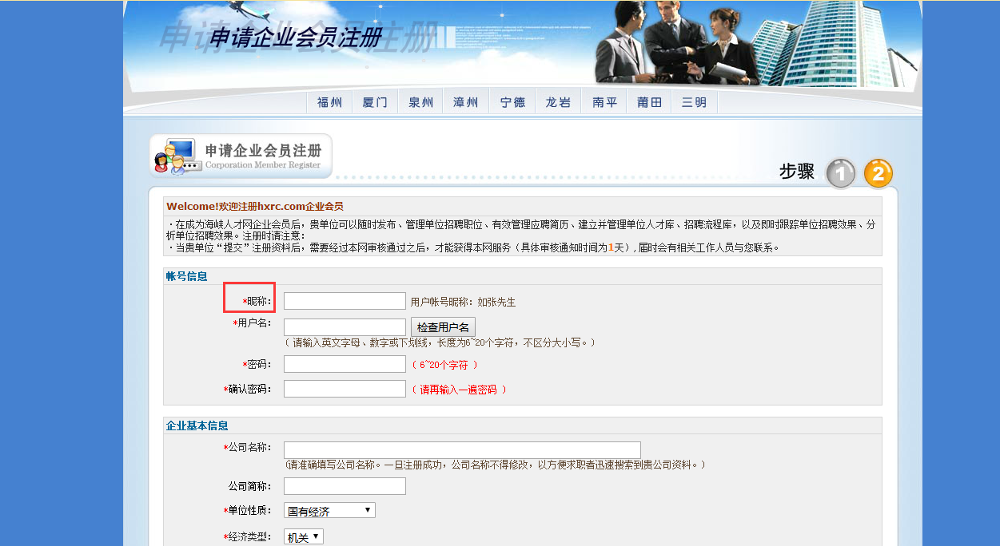 申请企业会员注册
福州 厦门 泉州 漳州 宁德 龙岩 南平 莆田 三明
申请企业会员注册
Corporation Member Register
步骤 1 2
Welcome!欢迎注册hxrc.com企业会员
·在成为海峡人才网企业会员后，贵单位可以随时发布、管理单位招聘职位、有效管理应聘简历、建立并管理单位人才库、招聘流程库，以及即时跟踪单位招聘效果、分
析单位招聘效果。注册时请注意：
·当贵单位“提交”注册资料后，需要经过本网审核通过之后，才能获得本网服务（具体审核通知时间为1天）,届时会有相关工作人员与您联系。
帐号信息
*昵称： 用户帐号昵称：如张先生
*用户名： 检查用户名
（ 请输入英文字母、数字或下划线，长度为6~20个字符，不区分大小写。）
*密码： （ 6~20个字符 ）
*确认密码： （ 请再输入一遍密码 ）
企业基本信息
*公司名称：
(请准确填写公司名称。一旦注册成功，公司名称不得修改，以方便求职者迅速搜索到贵公司资料。）
公司简称：
*单位性质： 国有经济
*经济类型： 机关